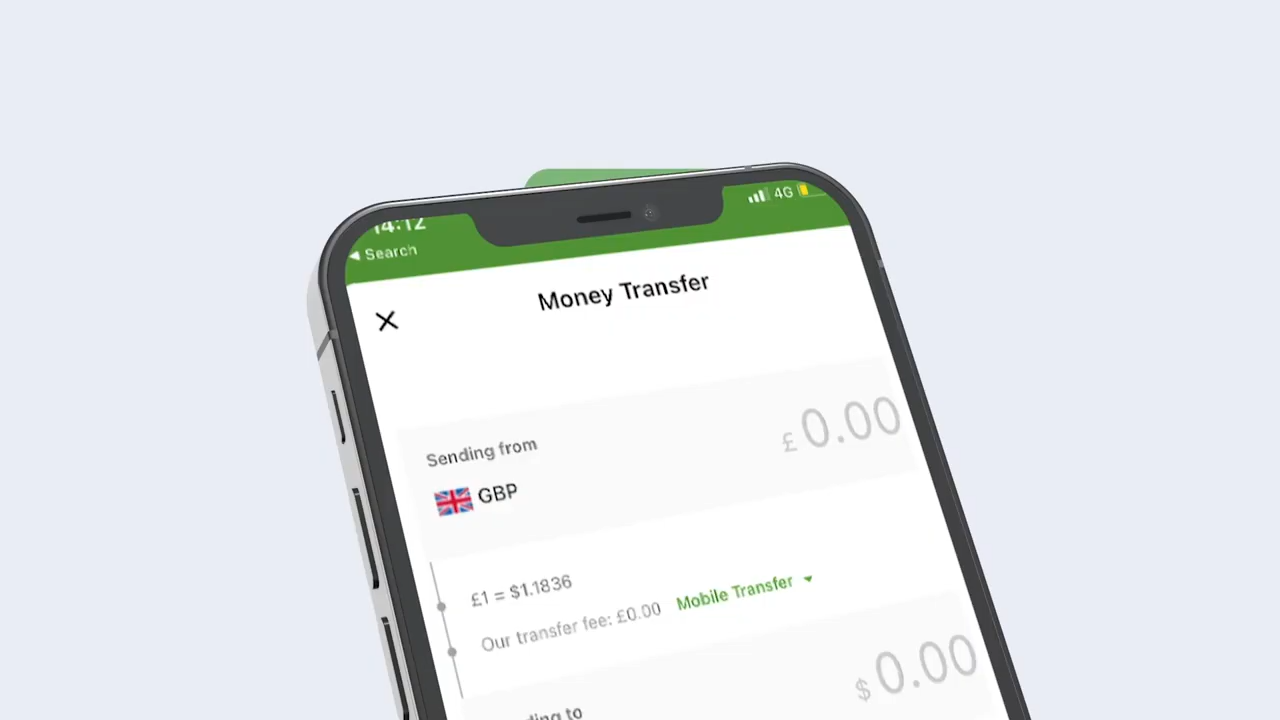 14:12
4G
◀ Search
Money Transfer
Sending from
£ 0.00
GBP
£1 = $1.1836
Our transfer fee: £0.00 Mobile Transfer
$ 0.00
to